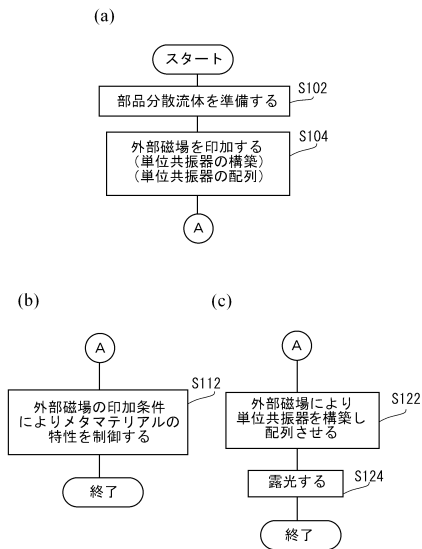 (a)
スタート
部品分散流体を準備する
S102
外部磁場を印加する
(単位共振器の構築)
(単位共振器の配列)
S104
A
(b)
A
外部磁場の印加条件
によりメタマテリアルの
特性を制御する
S112
終了
(c)
A
外部磁場により
単位共振器を構築し
配列させる
S122
露光する
S124
終了